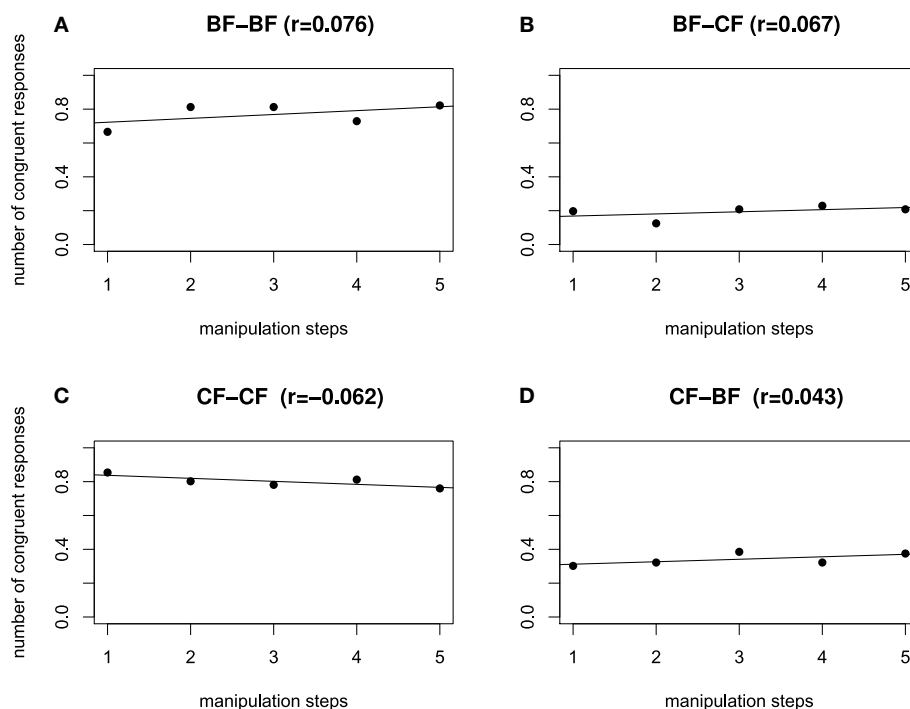 A BF−BF (r=0.076)
number of congruent responses
0.0 0.4 0.8
1 2 3 4 5
manipulation steps
B BF−CF (r=0.067)
0.0 0.4 0.8
1 2 3 4 5
manipulation steps
C CF−CF (r=−0.062)
number of congruent responses
0.0 0.4 0.8
1 2 3 4 5
manipulation steps
D CF−BF (r=0.043)
0.0 0.4 0.8
1 2 3 4 5
manipulation steps